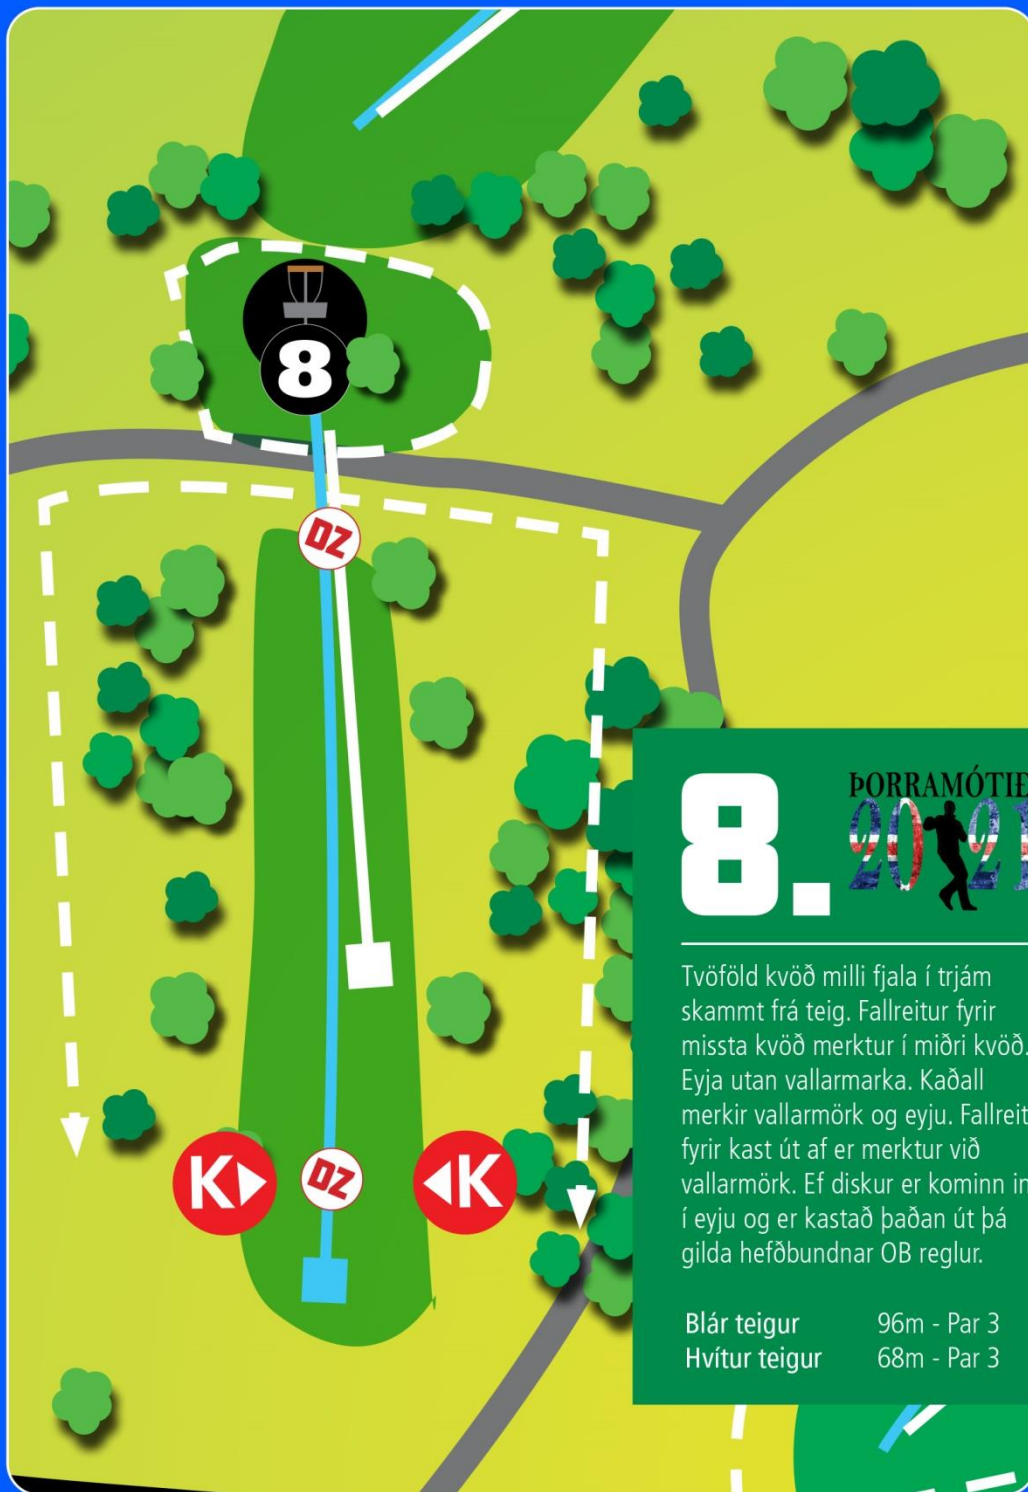 8
DZ
K
DZ
K
8.
ÞORRAMÓTIÐ
2021
Tvöföld kvöð milli fjala í trjám
skammt frá teig. Fallreitur fyrir
missta kvöð merktur í miðri kvöð.
Eyja utan vallarmarka. Kaðall
merkir vallarmörk og eyju. Fallreit
fyrir kast út af er merktur við
vallarmörk. Ef diskur er kominn in
í eyju og er kastað þaðan út þá
gilda hefðbundnar OB reglur.
Blár teigur 96m - Par 3
Hvítur teigur 68m - Par 3